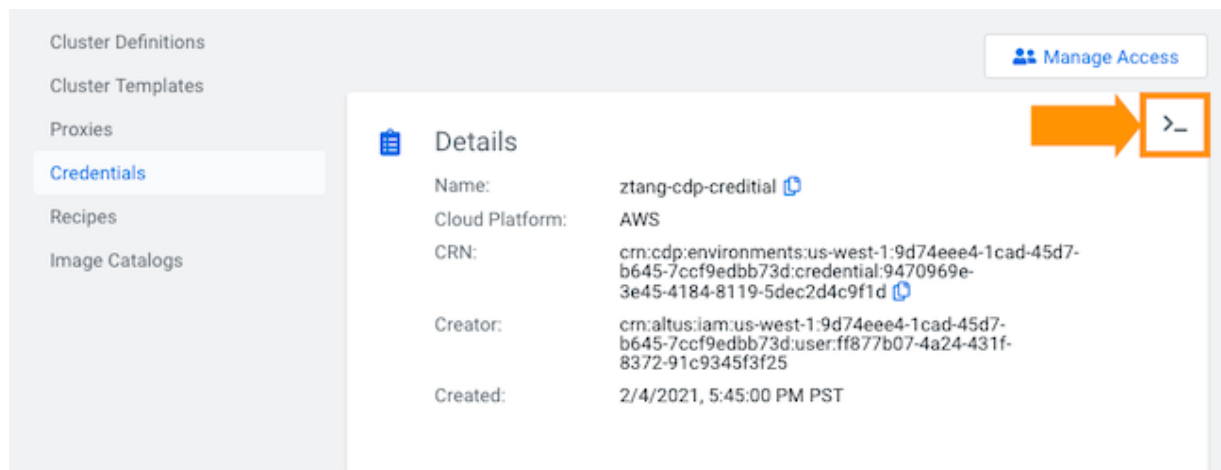 Cluster Definitions
Cluster Templates
Proxies
Credentials
Recipes
Image Catalogs
Manage Access
>_
Details
Name: ztang-cdp-creditial
Cloud Platform: AWS
CRN: crn:cdp:environments:us-west-1:9d74eee4-1cad-45d7-
b645-7ccf9edbb73d:credential:9470969e-
3e45-4184-8119-5dec2d4c9f1d
Creator: crn:altus:iam:us-west-1:9d74eee4-1cad-45d7-
b645-7ccf9edbb73d:user:ff877b07-4a24-431f-
8372-91c9345f3f25
Created: 2/4/2021, 5:45:00 PM PST